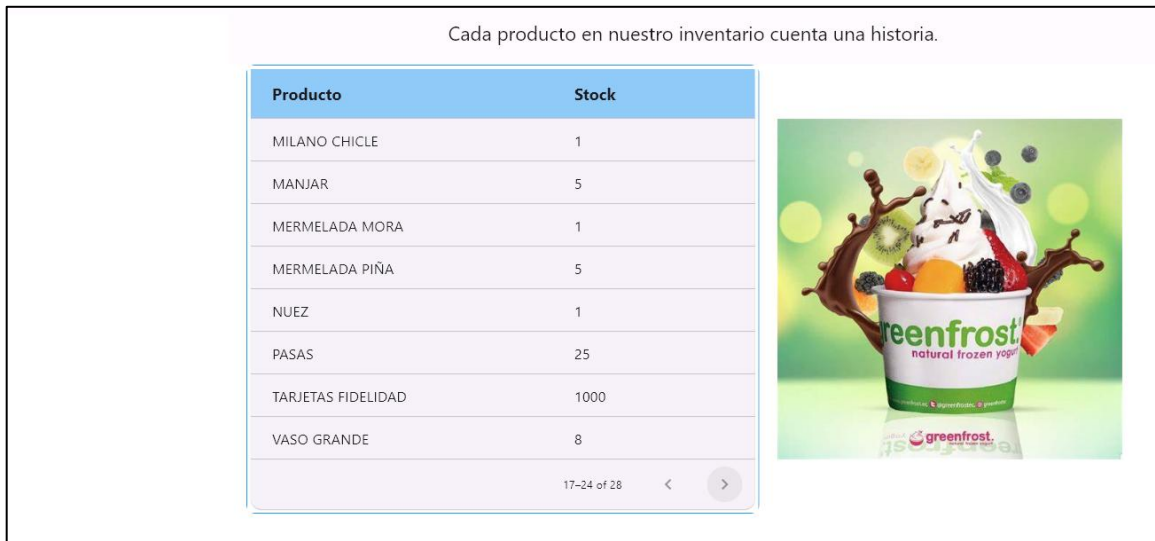 Cada producto en nuestro inventario cuenta una historia.
Producto Stock
MILANO CHICLE 1
MANJAR 5
MERMELADA MORA 1
MERMELADA PIÑA 5
NUEZ 1
PASAS 25
TARJETAS FIDELIDAD 1000
VASO GRANDE 8
17–24 of 28
reenfrost.
natural frozen yogurt
greenfrost.